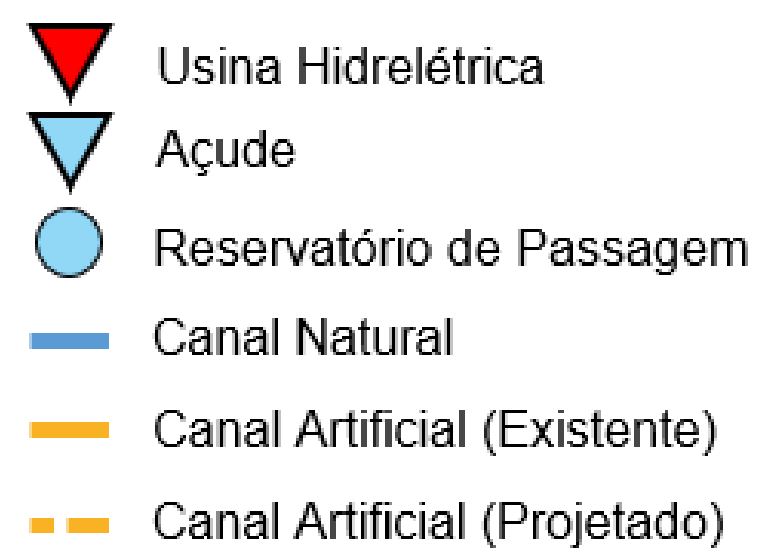 Usina Hidrelétrica
Açude
Reservatório de Passagem
Canal Natural
Canal Artificial (Existente)
Canal Artificial (Projetado)